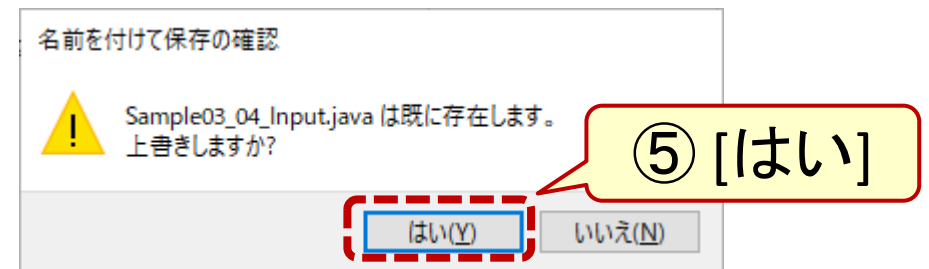 名前を付けて保存の確認
Sample03_04_Input.java は既に存在します。
上書きしますか?
⑤ [はい]
はい(Y)
いいえ(N)